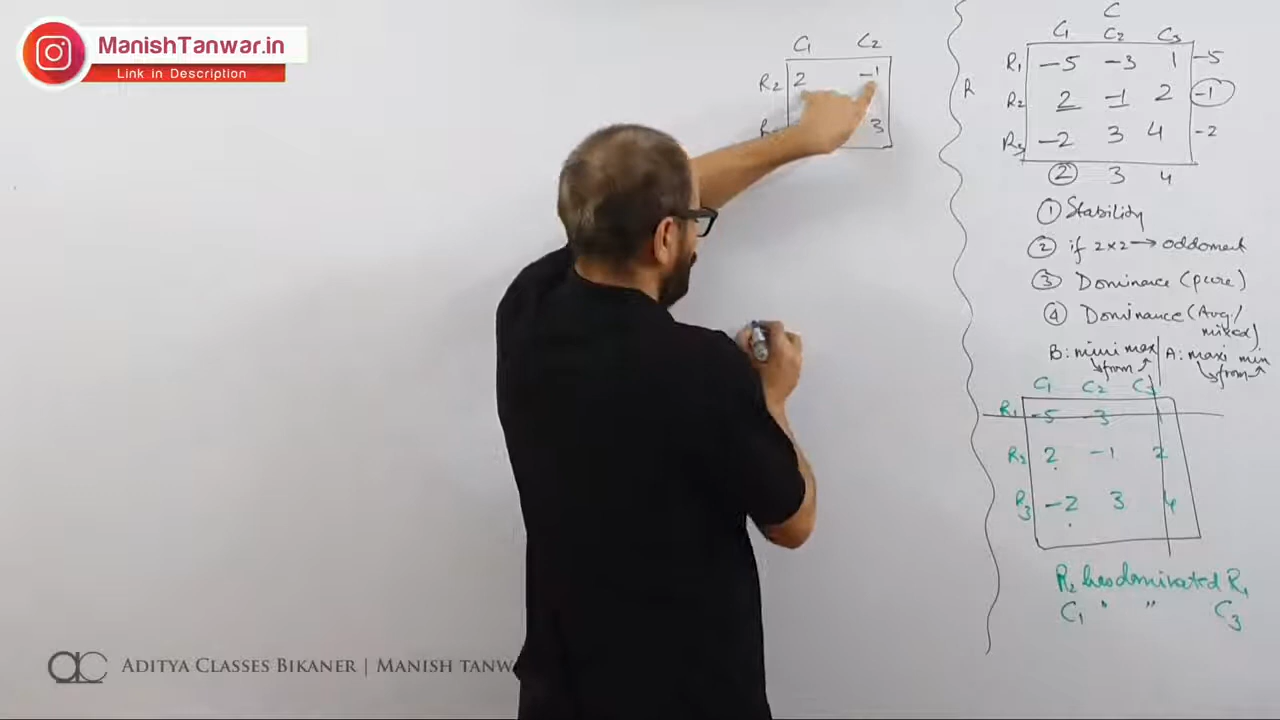 ManishTanwar.in
Link in Description
C1 C2
R2 2 -1
3
C
C1 C2 C3
R1 -5 -3 1 -5
R R2 2 -1 2 -1
R3 -2 3 4 -2
2 3 4
① Stability
② if 2x2 → oddoment
③ Dominance (pure)
④ Dominance (Avg./
mixed)
B: mini max A: maxi min
from from
C1 C2 C3
R1 -5 -3
R2 2 -1 2
R3 -2 3 4
R2 has dominated R1
C1 " " C3
ac
ADITYA CLASSES BIKANER | MANISH TANW